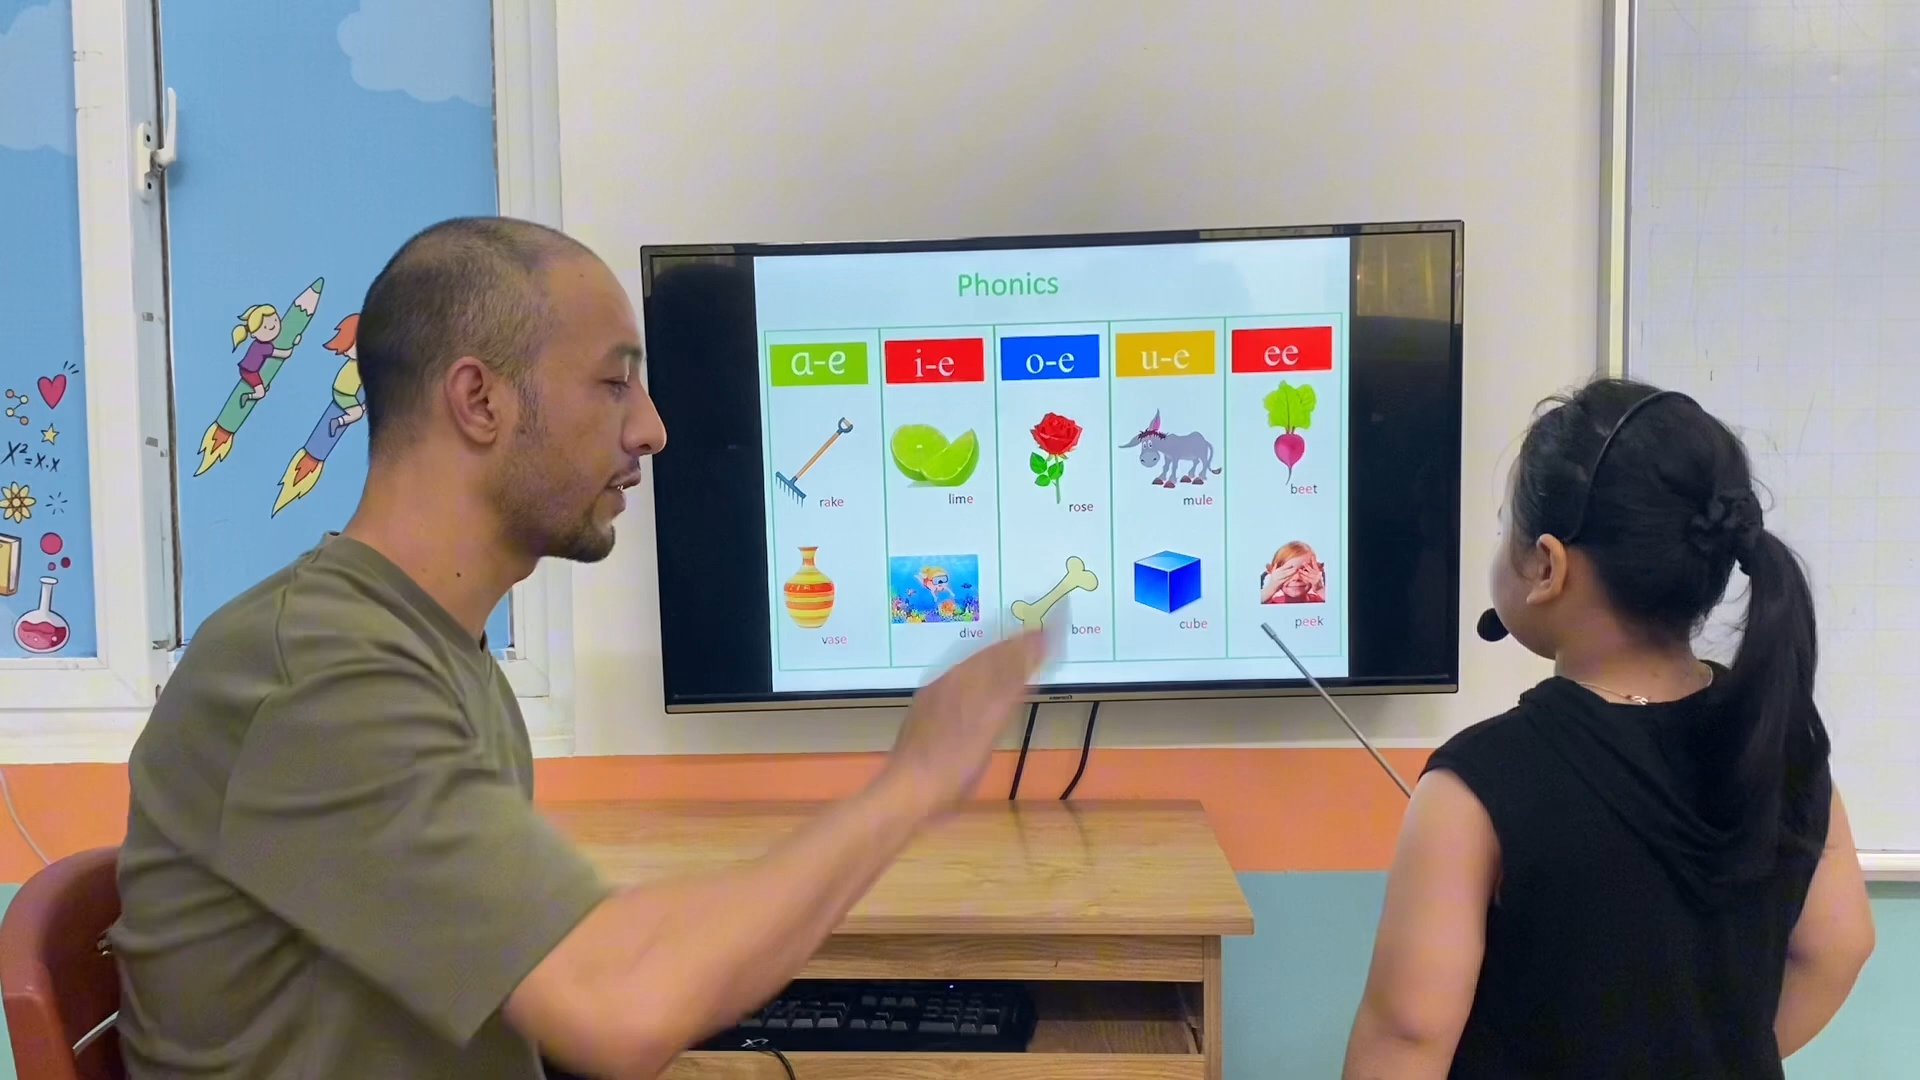 Phonics
a-e i-e o-e u-e ee
rake lime rose mule beet
vase dive bone cube peek
X²=X·X